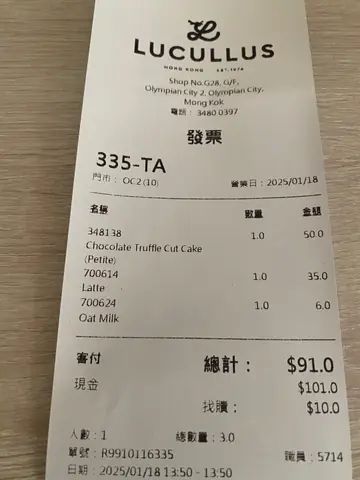 LUCULLUS
HONG KONG EST.1976
Shop No.G28, G/F,
Olympian City 2, Olympian City,
Mong Kok
電話： 3480 0397
發票
335-TA
門市： OC2 (10) 營業日：2025/01/18
名稱 數量 金額
348138 1.0 50.0
Chocolate Truffle Cut Cake
(Petite)
700614 1.0 35.0
Latte
700624 1.0 6.0
Oat Milk
客付 總計： $91.0
現金 $101.0
找贖： $10.0
人數：1 總數量：3.0
單號：R9910116335 職員：5714
日期：2025/01/18 13:50 - 13:50